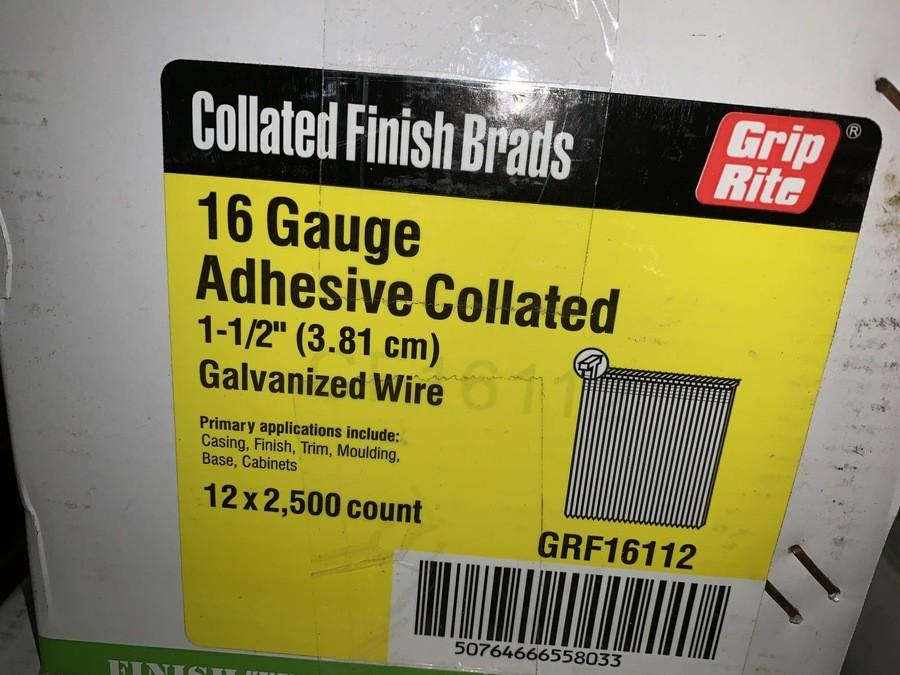 Collated Finish Brads
Grip
Rite
®
16 Gauge
Adhesive Collated
1-1/2" (3.81 cm)
Galvanized Wire
Primary applications include:
Casing, Finish, Trim, Moulding,
Base, Cabinets
12 x 2,500 count
GRF16112
50764666558033
FINISH